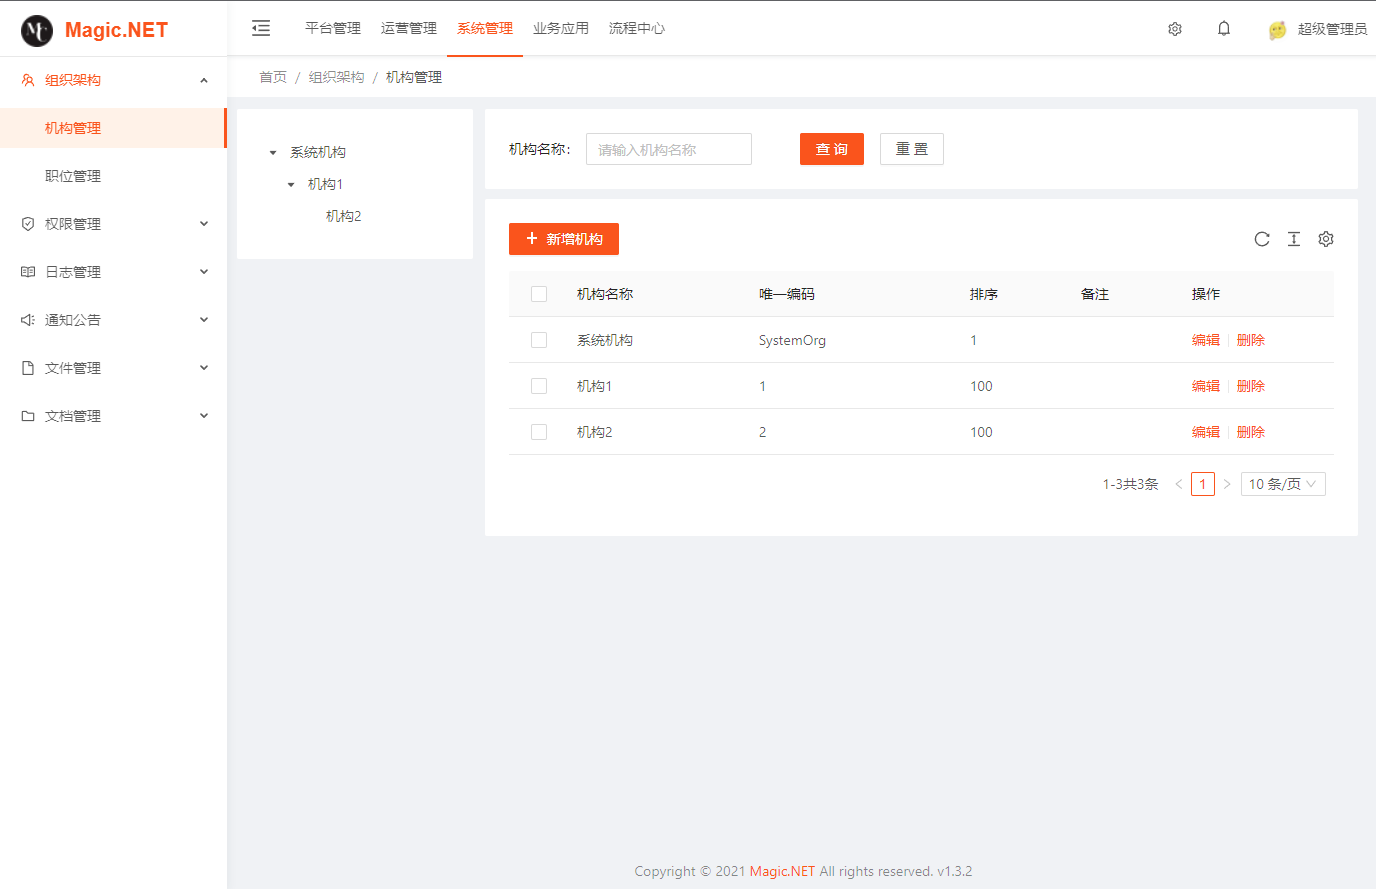 Magic.NET
平台管理 运营管理 系统管理 业务应用 流程中心 超级管理员
首页 / 组织架构 / 机构管理
组织架构
机构管理
职位管理
权限管理
日志管理
通知公告
文件管理
文档管理
系统机构
机构1
机构2
机构名称： 请输入机构名称 查 询 重 置
+ 新增机构
机构名称 唯一编码 排序 备注 操作
系统机构 SystemOrg 1 编辑 删除
机构1 1 100 编辑 删除
机构2 2 100 编辑 删除
1-3共3条 < 1 > 10 条/页
Copyright © 2021 Magic.NET All rights reserved. v1.3.2